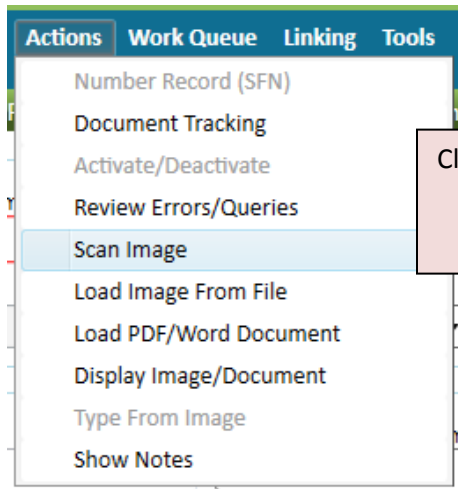 Actions Work Queue Linking Tools
Number Record (SFN)
Document Tracking
Activate/Deactivate
Review Errors/Queries
Scan Image
Load Image From File
Load PDF/Word Document
Display Image/Document
Type From Image
Show Notes